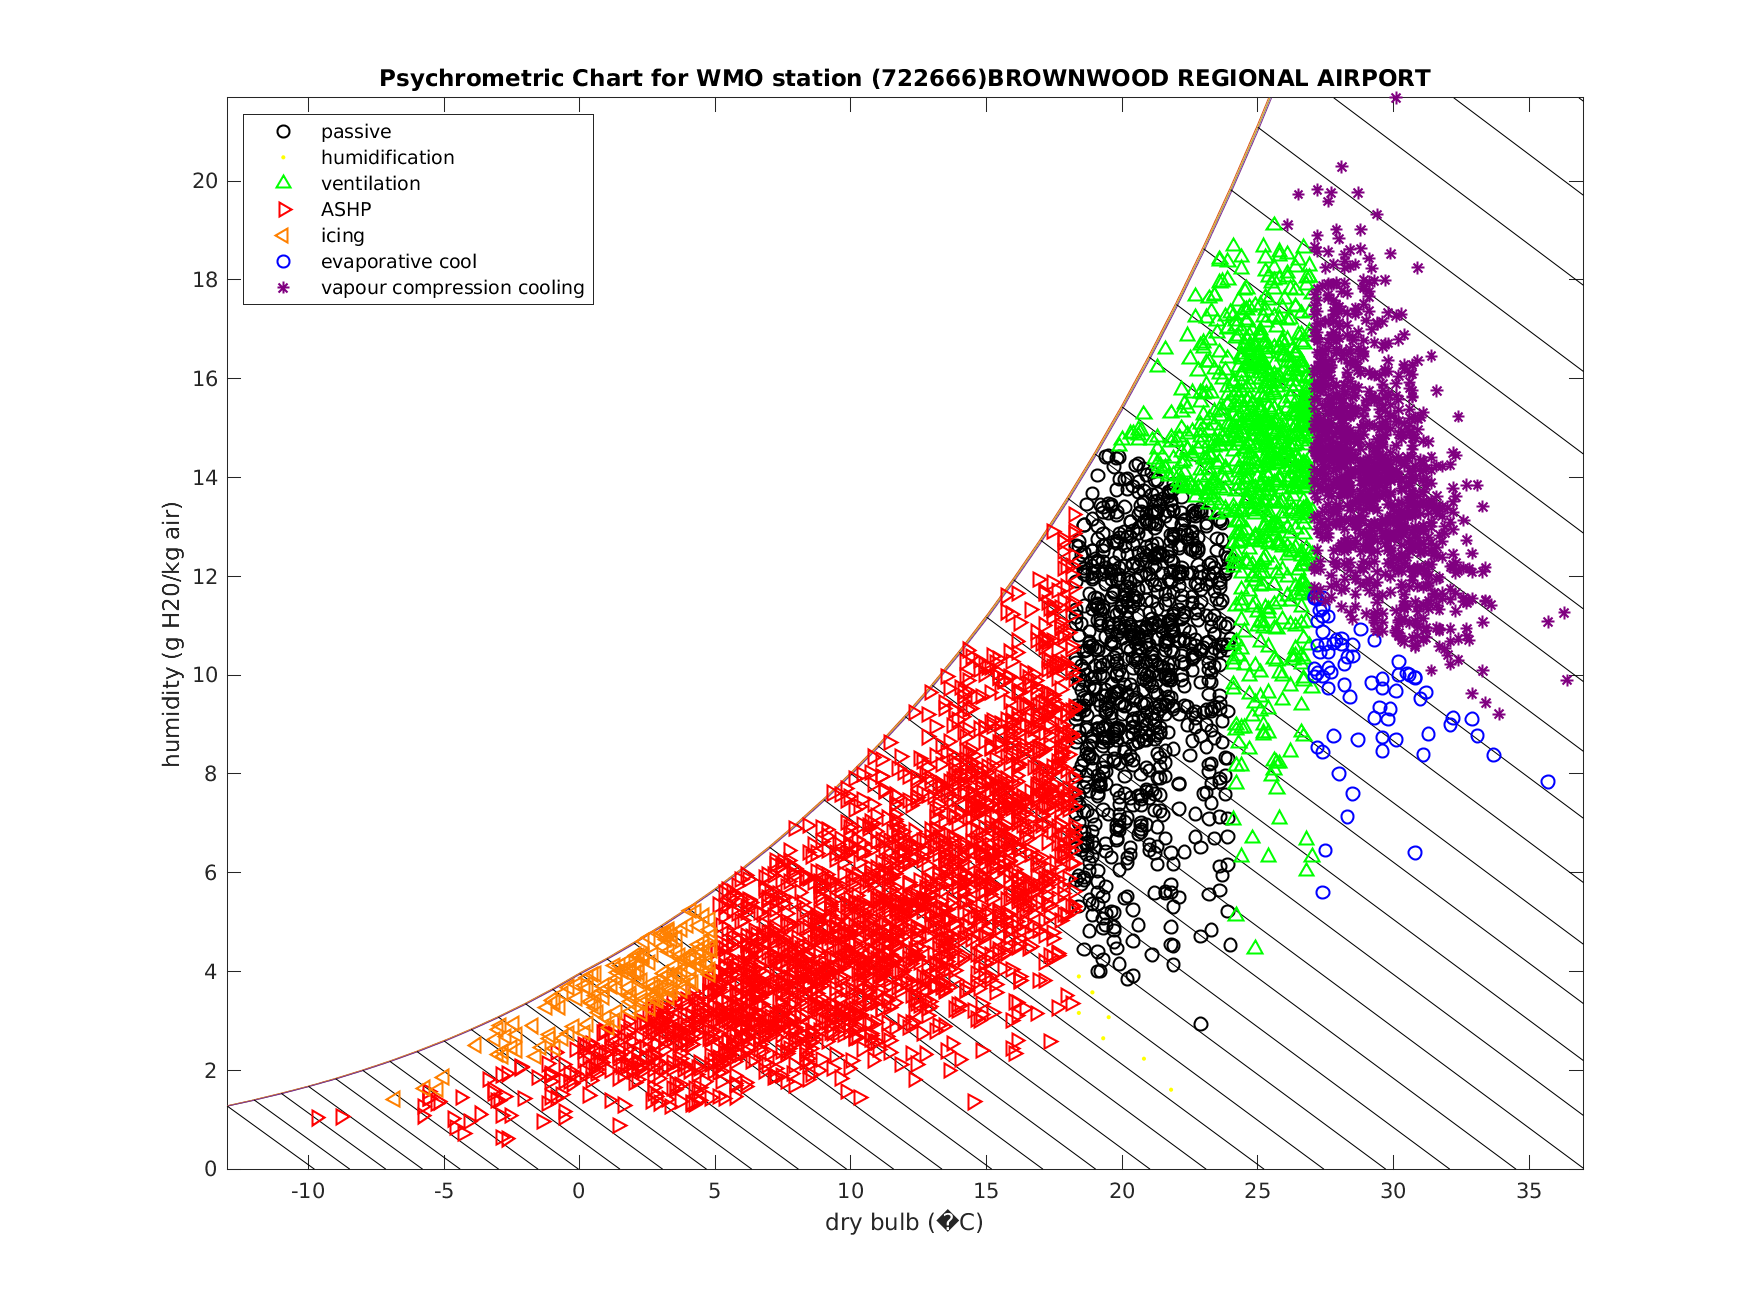 Psychrometric Chart for WMO station (722666)BROWNWOOD REGIONAL AIRPORT
passive
humidification
ventilation
ASHP
icing
evaporative cool
vapour compression cooling
humidity (g H20/kg air)
20
18
16
14
12
10
8
6
4
2
0
-10 -5 0 5 10 15 20 25 30 35
dry bulb (�C)